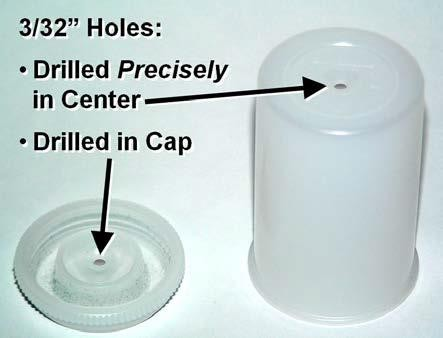 3/32” Holes:
• Drilled Precisely
in Center
• Drilled in Cap